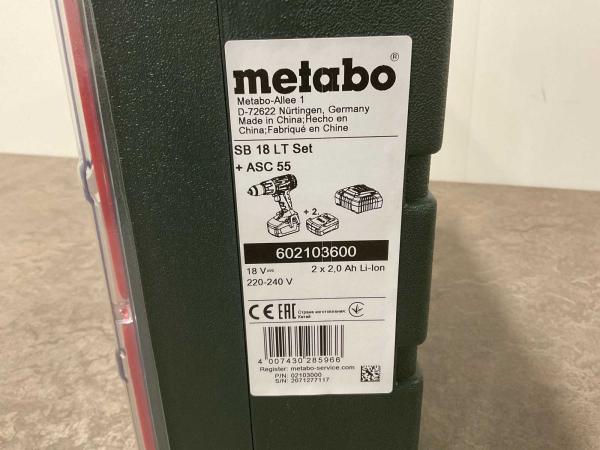 metabo®
Metabo-Allee 1
D-72622 Nürtingen, Germany
Made in China;Hecho en
China;Fabriqué en Chine
SB 18 LT Set
+ ASC 55
+ 2
602103600
18 V 2 x 2,0 Ah Li-Ion
220-240 V
CE EAC Страна изготовления:
Китай
4 007430 285966
Register: metabo-service.com
P/N: 02103000
S/N: 2071277117